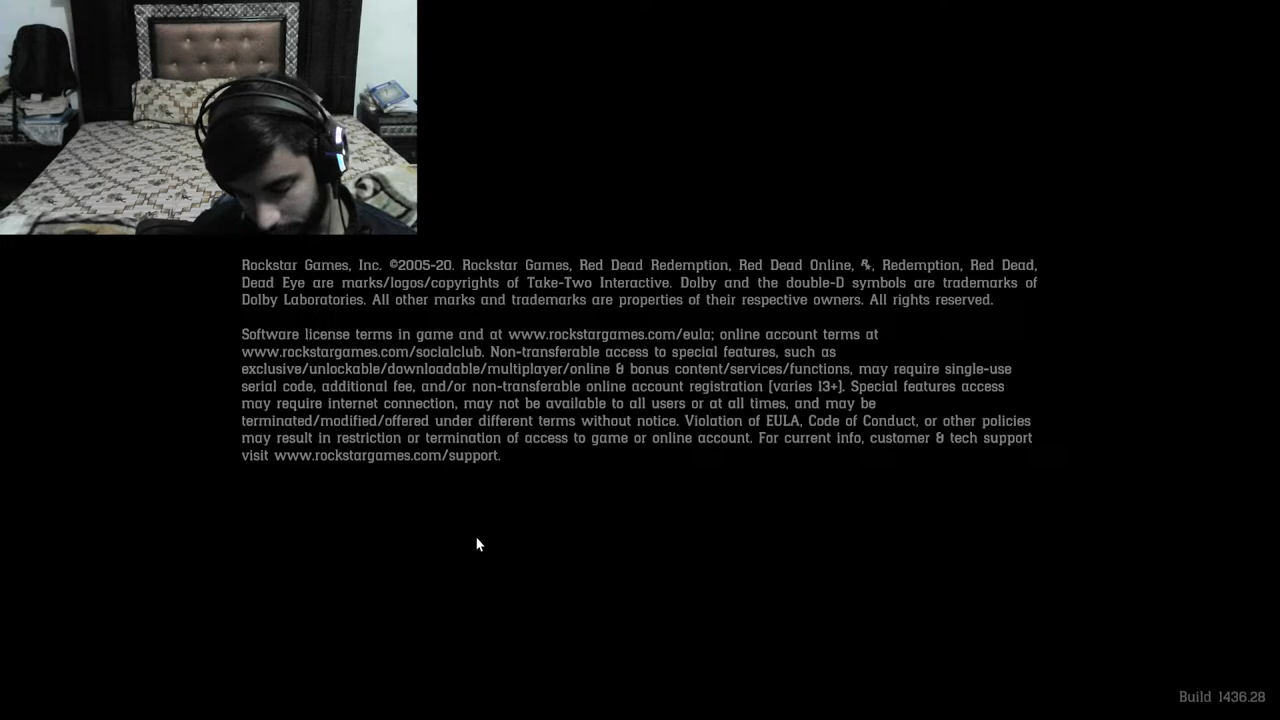 Rockstar Games, Inc. ©2005-20. Rockstar Games, Red Dead Redemption, Red Dead Online, R*, Redemption, Red Dead,
Dead Eye are marks/logos/copyrights of Take-Two Interactive. Dolby and the double-D symbols are trademarks of
Dolby Laboratories. All other marks and trademarks are properties of their respective owners. All rights reserved.
Software license terms in game and at www.rockstargames.com/eula; online account terms at
www.rockstargames.com/socialclub. Non-transferable access to special features, such as
exclusive/unlockable/downloadable/multiplayer/online & bonus content/services/functions, may require single-use
serial code, additional fee, and/or non-transferable online account registration [varies 13+]. Special features access
may require internet connection, may not be available to all users or at all times, and may be
terminated/modified/offered under different terms without notice. Violation of EULA, Code of Conduct, or other policies
may result in restriction or termination of access to game or online account. For current info, customer & tech support
visit www.rockstargames.com/support.
Build 1436.28